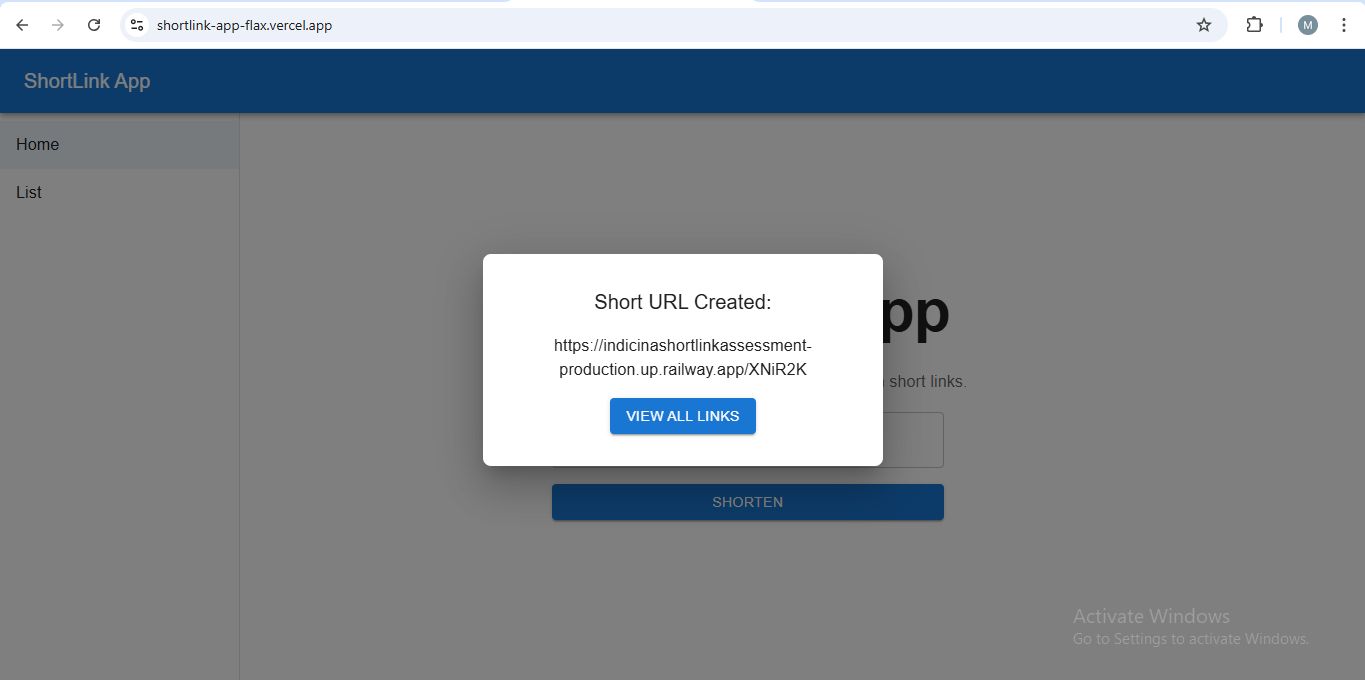 shortlink-app-flax.vercel.app
M
ShortLink App
Home
List
pp
short links.
Short URL Created:
https://indicinashortlinkassessment-
production.up.railway.app/XNiR2K
VIEW ALL LINKS
SHORTEN
Activate Windows
Go to Settings to activate Windows.